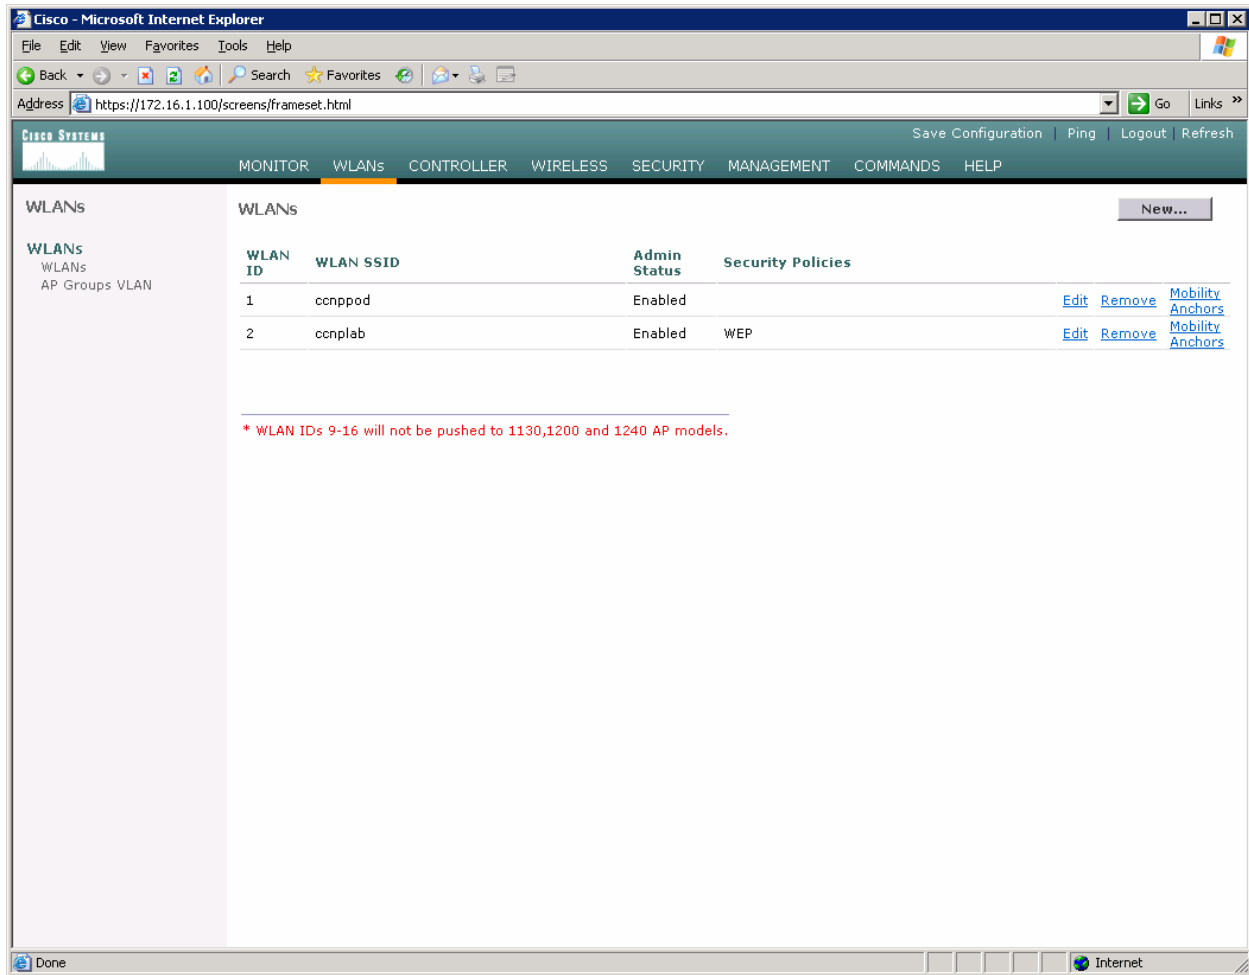 Cisco - Microsoft Internet Explorer
File Edit View Favorites Tools Help
Back Search Favorites
Address https://172.16.1.100/screens/frameset.html Go Links »
CISCO SYSTEMS
Save Configuration | Ping | Logout | Refresh
MONITOR WLANs CONTROLLER WIRELESS SECURITY MANAGEMENT COMMANDS HELP
WLANs
WLANs
WLANs
AP Groups VLAN
WLANs
New...
WLAN ID WLAN SSID Admin Status Security Policies
1 ccnppod Enabled Edit Remove Mobility Anchors
2 ccnplab Enabled WEP Edit Remove Mobility Anchors
* WLAN IDs 9-16 will not be pushed to 1130,1200 and 1240 AP models.
Done
Internet